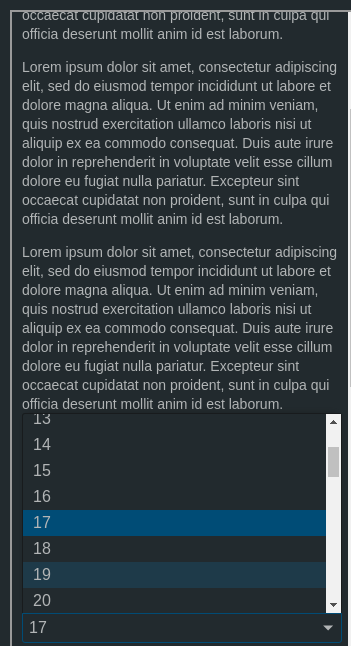 occaecat cupidatat non proident, sunt in culpa qui
officia deserunt mollit anim id est laborum.
Lorem ipsum dolor sit amet, consectetur adipiscing
elit, sed do eiusmod tempor incididunt ut labore et
dolore magna aliqua. Ut enim ad minim veniam,
quis nostrud exercitation ullamco laboris nisi ut
aliquip ex ea commodo consequat. Duis aute irure
dolor in reprehenderit in voluptate velit esse cillum
dolore eu fugiat nulla pariatur. Excepteur sint
occaecat cupidatat non proident, sunt in culpa qui
officia deserunt mollit anim id est laborum.
Lorem ipsum dolor sit amet, consectetur adipiscing
elit, sed do eiusmod tempor incididunt ut labore et
dolore magna aliqua. Ut enim ad minim veniam,
quis nostrud exercitation ullamco laboris nisi ut
aliquip ex ea commodo consequat. Duis aute irure
dolor in reprehenderit in voluptate velit esse cillum
dolore eu fugiat nulla pariatur. Excepteur sint
occaecat cupidatat non proident, sunt in culpa qui
officia deserunt mollit anim id est laborum.
13
14
15
16
17
18
19
20
17